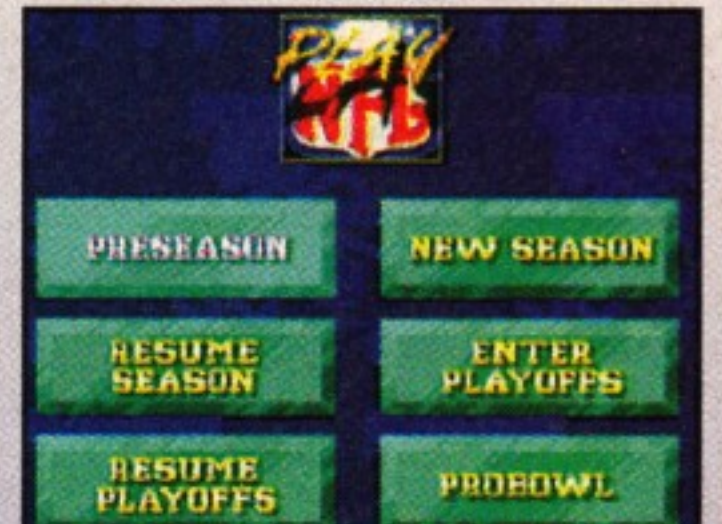 PLAY
NFL
PRESEASON
NEW SEASON
RESUME
SEASON
ENTER
PLAYOFFS
RESUME
PLAYOFFS
PROBOWL